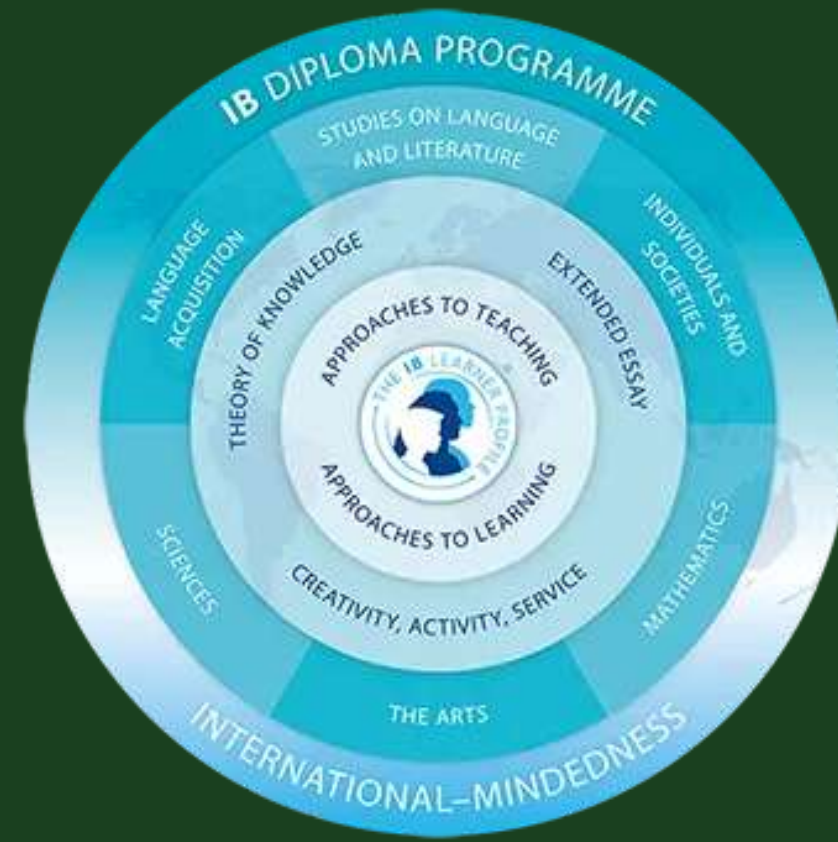 IB DIPLOMA PROGRAMME
STUDIES ON LANGUAGE
AND LITERATURE
LANGUAGE
ACQUISITION
INDIVIDUALS AND
SOCIETIES
THEORY OF KNOWLEDGE
EXTENDED ESSAY
APPROACHES TO TEACHING
THE IB LEARNER PROFILE
®
APPROACHES TO LEARNING
CREATIVITY, ACTIVITY, SERVICE
SCIENCES
MATHEMATICS
THE ARTS
INTERNATIONAL–MINDEDNESS